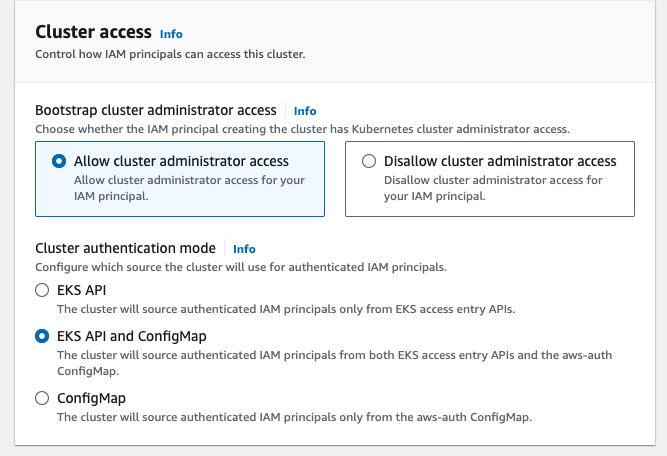 Cluster access Info
Control how IAM principals can access this cluster.
Bootstrap cluster administrator access Info
Choose whether the IAM principal creating the cluster has Kubernetes cluster administrator access.
Allow cluster administrator access
Allow cluster administrator access for your
IAM principal.
Disallow cluster administrator access
Disallow cluster administrator access for
your IAM principal.
Cluster authentication mode Info
Configure which source the cluster will use for authenticated IAM principals.
EKS API
The cluster will source authenticated IAM principals only from EKS access entry APIs.
EKS API and ConfigMap
The cluster will source authenticated IAM principals from both EKS access entry APIs and the aws-auth
ConfigMap.
ConfigMap
The cluster will source authenticated IAM principals only from the aws-auth ConfigMap.